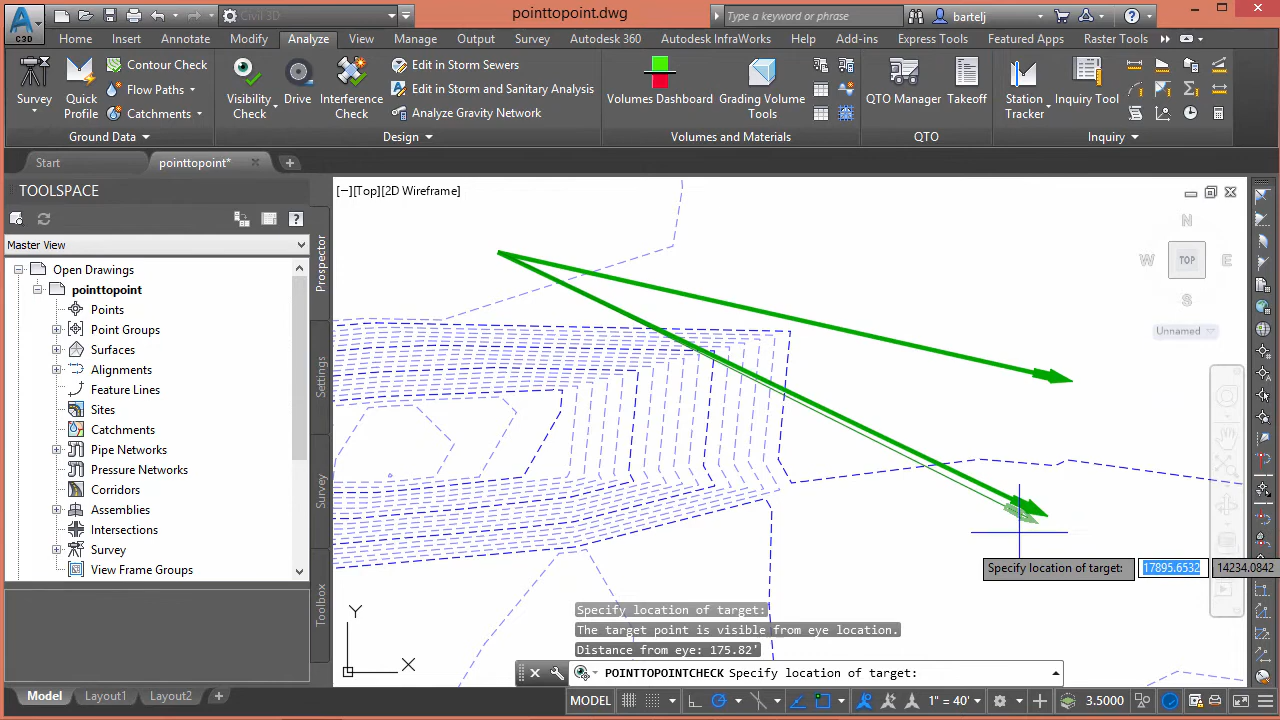 pointtopoint.dwg
Civil 3D
Type a keyword or phrase
bartelj
C3D
Home Insert Annotate Modify Analyze View Manage Output Survey Autodesk 360 Autodesk InfraWorks Help Add-ins Express Tools Featured Apps Raster Tools
Survey
Quick Profile
Contour Check
Flow Paths
Catchments
Visibility Check
Drive
Interference Check
Edit in Storm Sewers
Edit in Storm and Sanitary Analysis
Analyze Gravity Network
Volumes Dashboard
Grading Volume Tools
QTO Manager
Takeoff
Station Tracker
Inquiry Tool
Ground Data
Design
Volumes and Materials
QTO
Inquiry
Start
pointtopoint*
TOOLSPACE
Master View
Open Drawings
pointtopoint
Points
Point Groups
Surfaces
Alignments
Feature Lines
Sites
Catchments
Pipe Networks
Pressure Networks
Corridors
Assemblies
Intersections
Survey
View Frame Groups
Prospector
Settings
Survey
Toolbox
[−][Top][2D Wireframe]
N
W TOP E
S
Unnamed
Specify location of target: 17895.6532 14234.0842
Specify location of target:
The target point is visible from eye location.
Distance from eye: 175.82'
POINTTOPOINTCHECK Specify location of target:
Y
X
Model Layout1 Layout2
MODEL
1" = 40'
3.5000